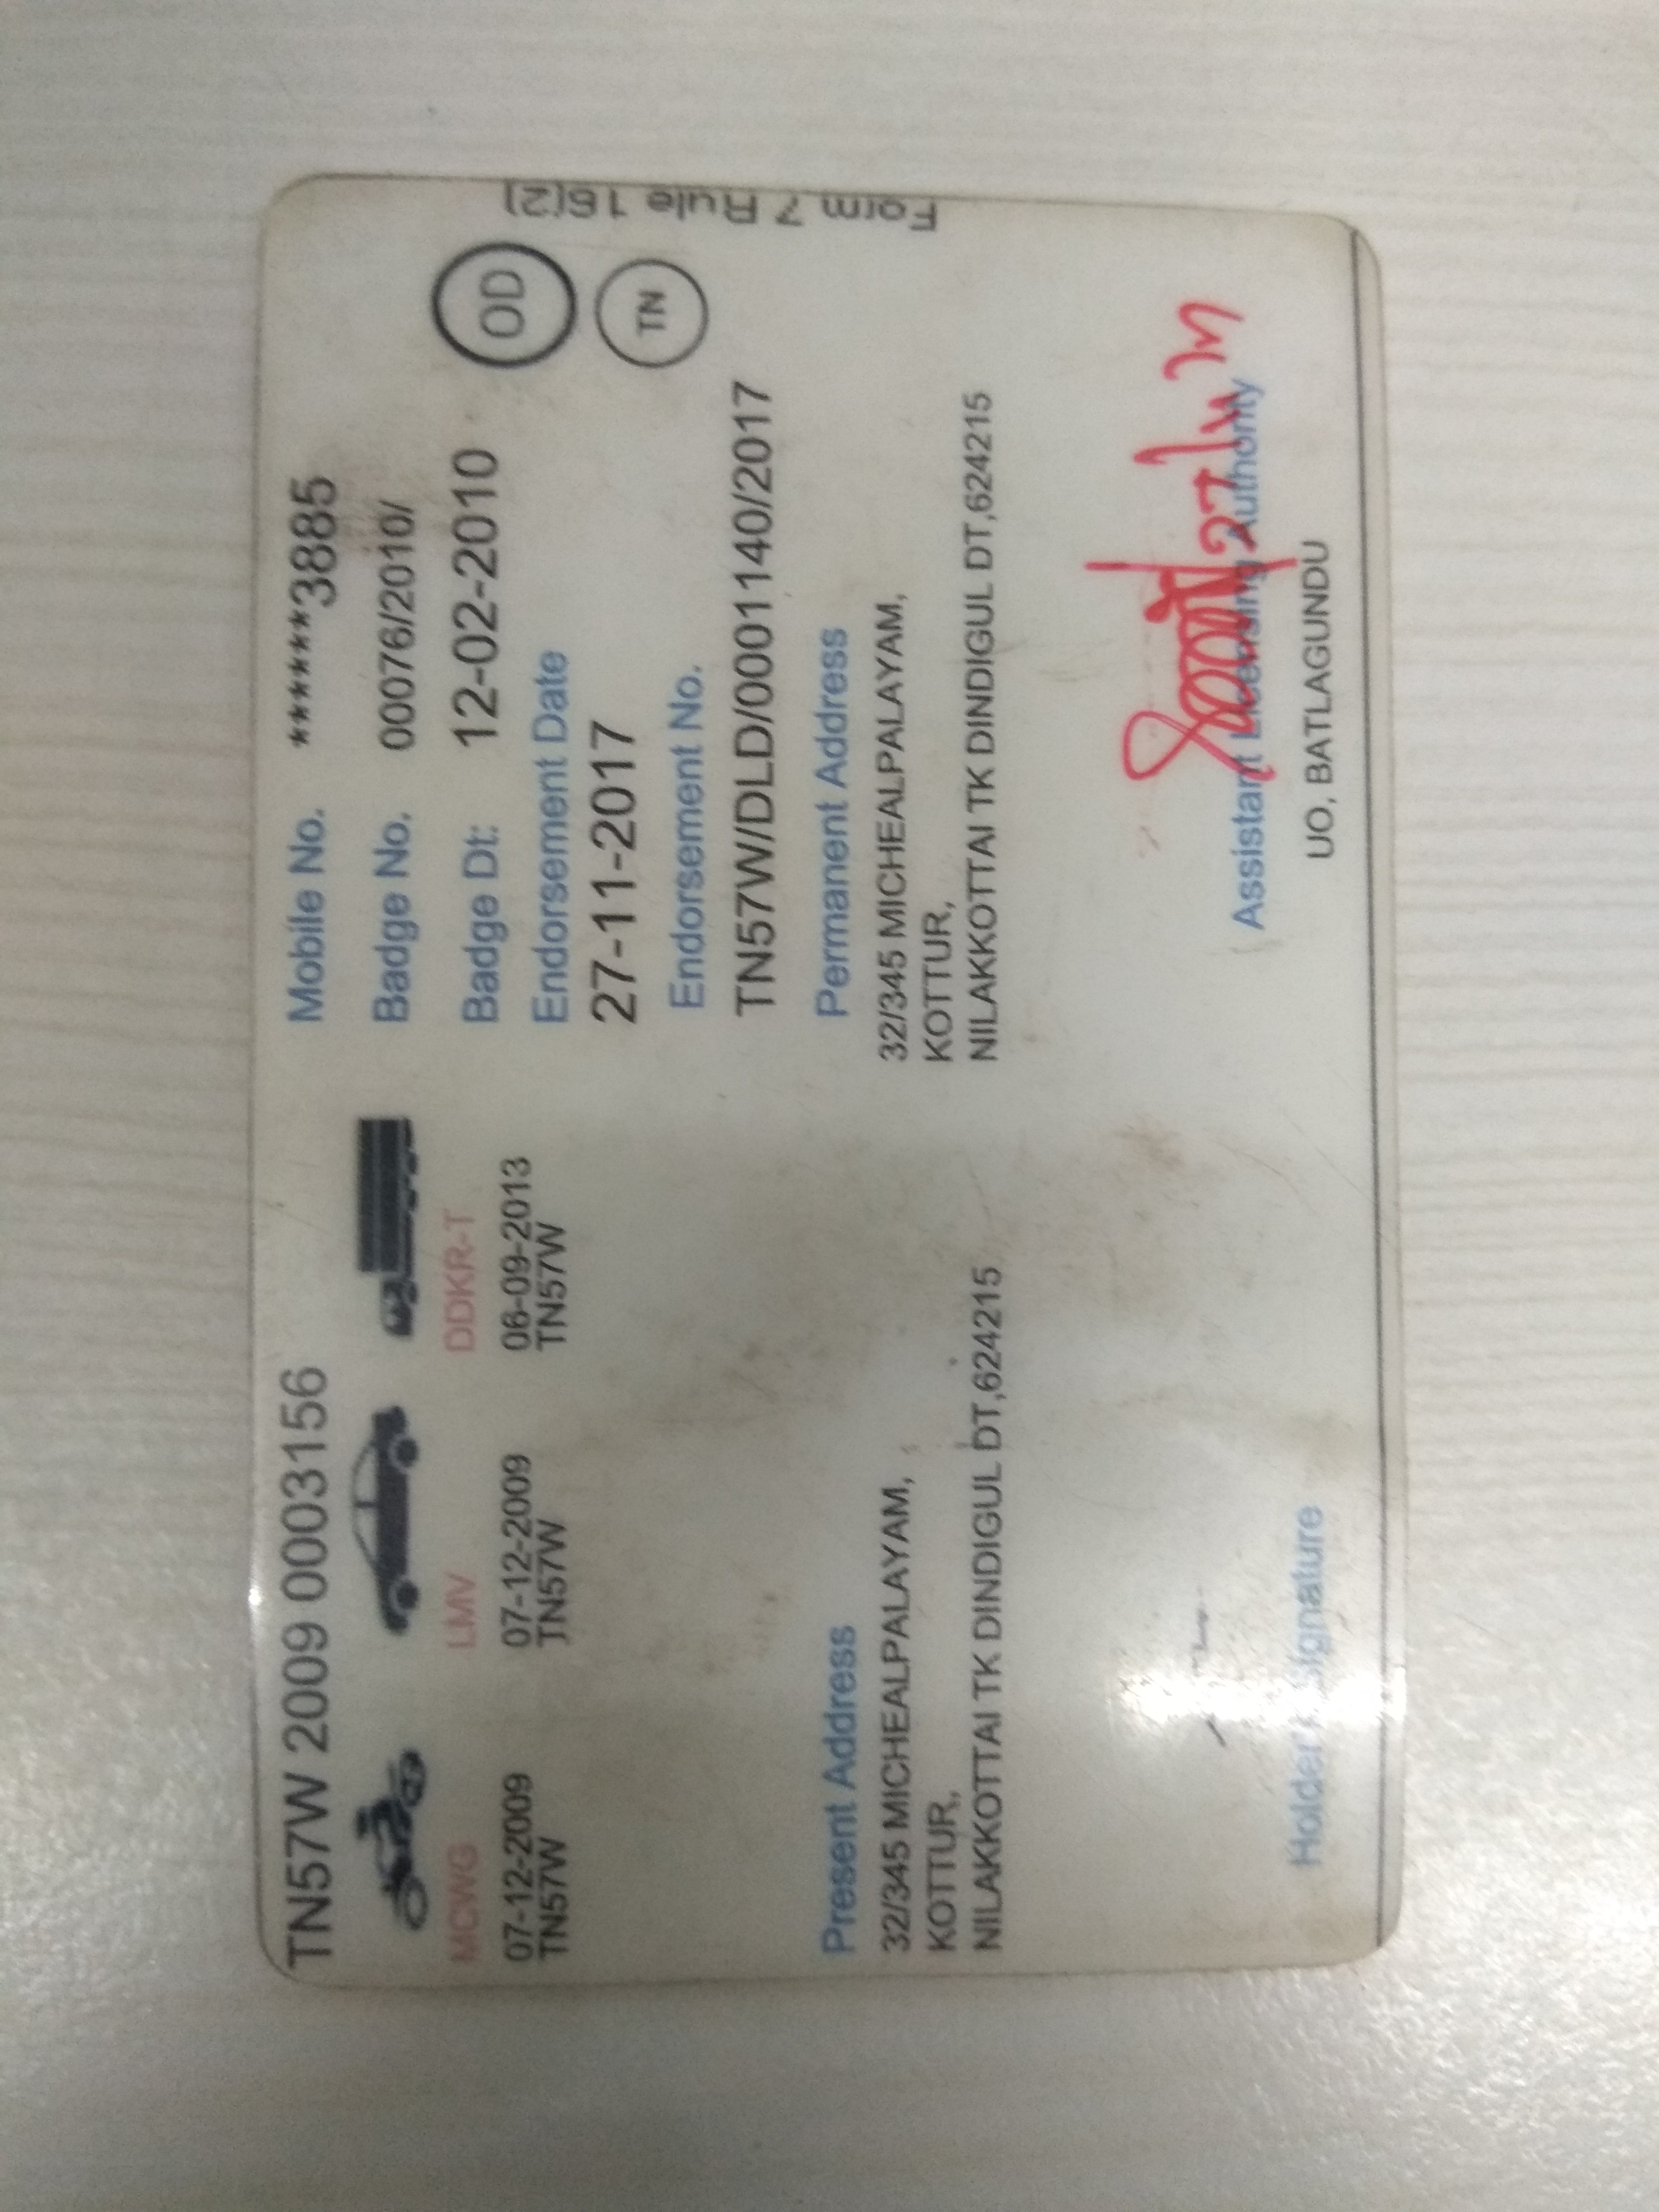 TN57W 2009 0003156
MCWG LMV DDKR-T
07-12-2009 07-12-2009 06-09-2013
TN57W TN57W TN57W
Mobile No. ******3885
Badge No. 00076/2010/
Badge Dt: 12-02-2010
Endorsement Date
27-11-2017
Endorsement No.
TN57W/DLD/0001140/2017
OD
TN
Form 7 Rule 16(2)
Present Address
32/345 MICHEALPALAYAM,
KOTTUR,
NILAKKOTTAI TK DINDIGUL DT,624215
Permanent Address
32/345 MICHEALPALAYAM,
KOTTUR,
NILAKKOTTAI TK DINDIGUL DT,624215
Holder's Signature
Assistant Licensing Authority
UO, BATLAGUNDU